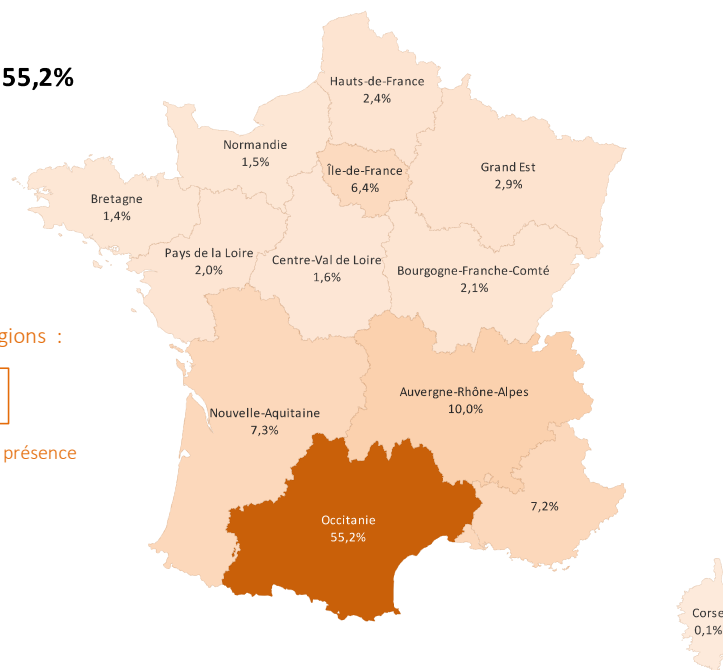 55,2%
Hauts-de-France
2,4%
Normandie
1,5%
Île-de-France
6,4%
Grand Est
2,9%
Bretagne
1,4%
Pays de la Loire
2,0%
Centre-Val de Loire
1,6%
Bourgogne-Franche-Comté
2,1%
gions :
Auvergne-Rhône-Alpes
10,0%
Nouvelle-Aquitaine
7,3%
présence
7,2%
Occitanie
55,2%
Corse
0,1%